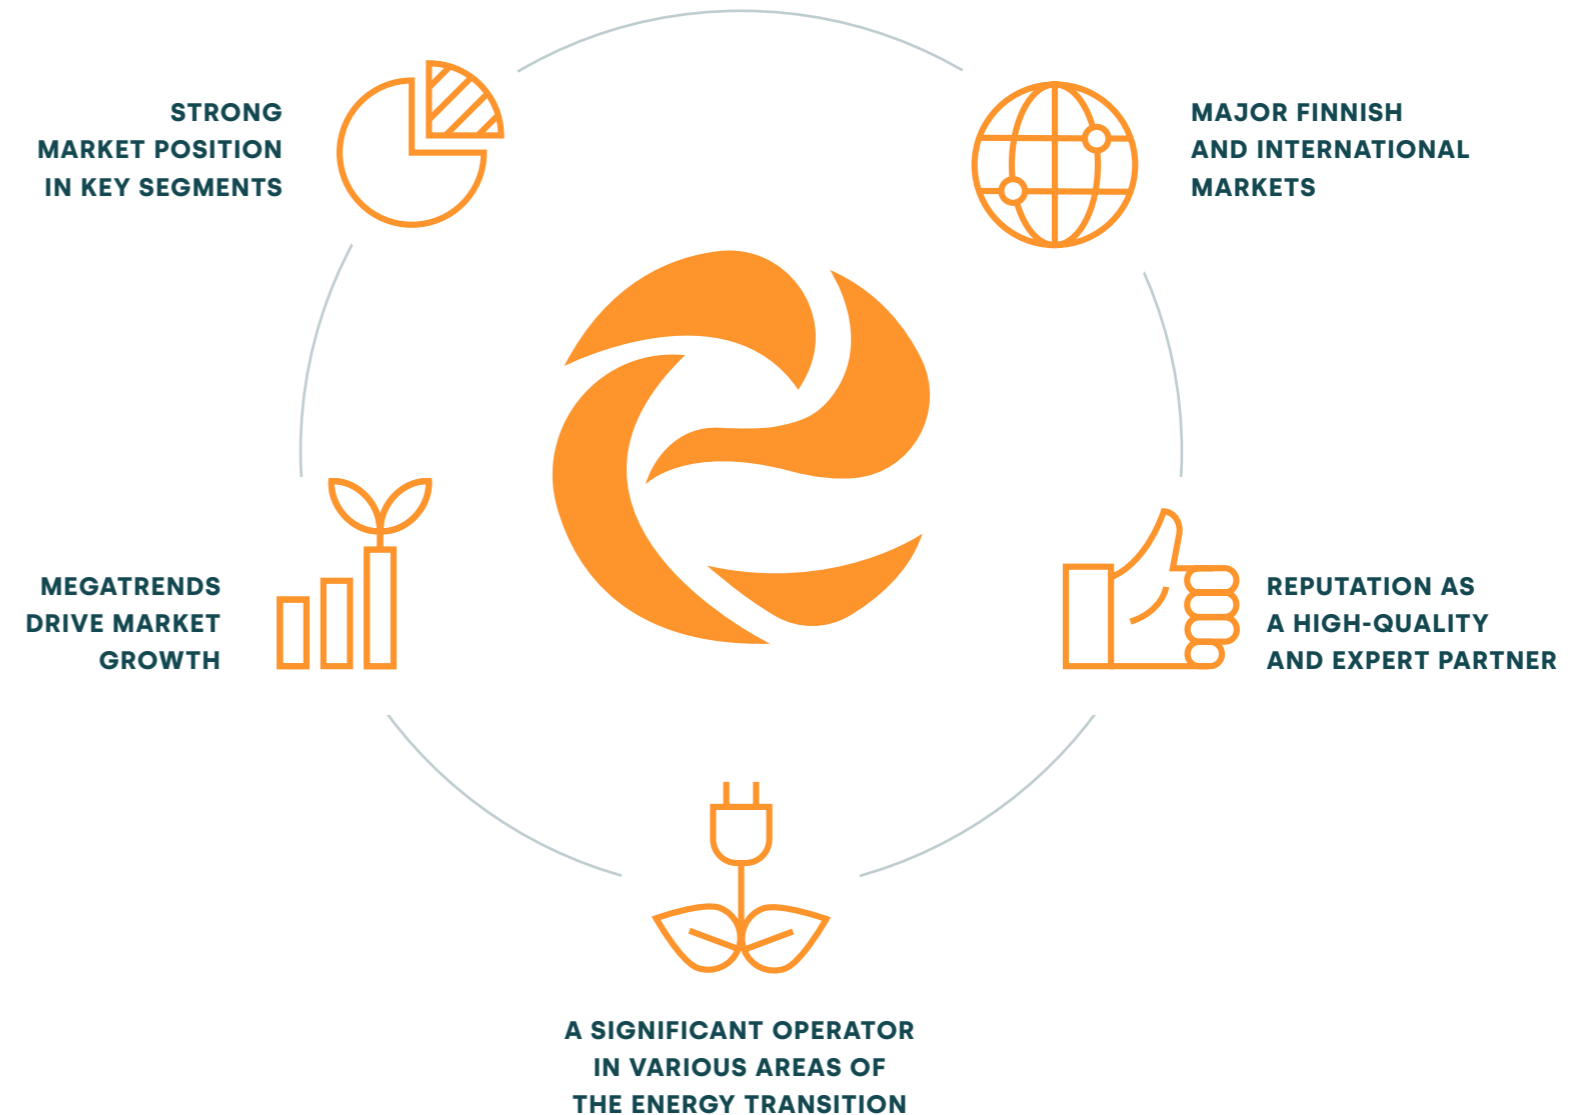 STRONG
MARKET POSITION
IN KEY SEGMENTS
MAJOR FINNISH
AND INTERNATIONAL
MARKETS
MEGATRENDS
DRIVE MARKET
GROWTH
REPUTATION AS
A HIGH-QUALITY
AND EXPERT PARTNER
A SIGNIFICANT OPERATOR
IN VARIOUS AREAS OF
THE ENERGY TRANSITION